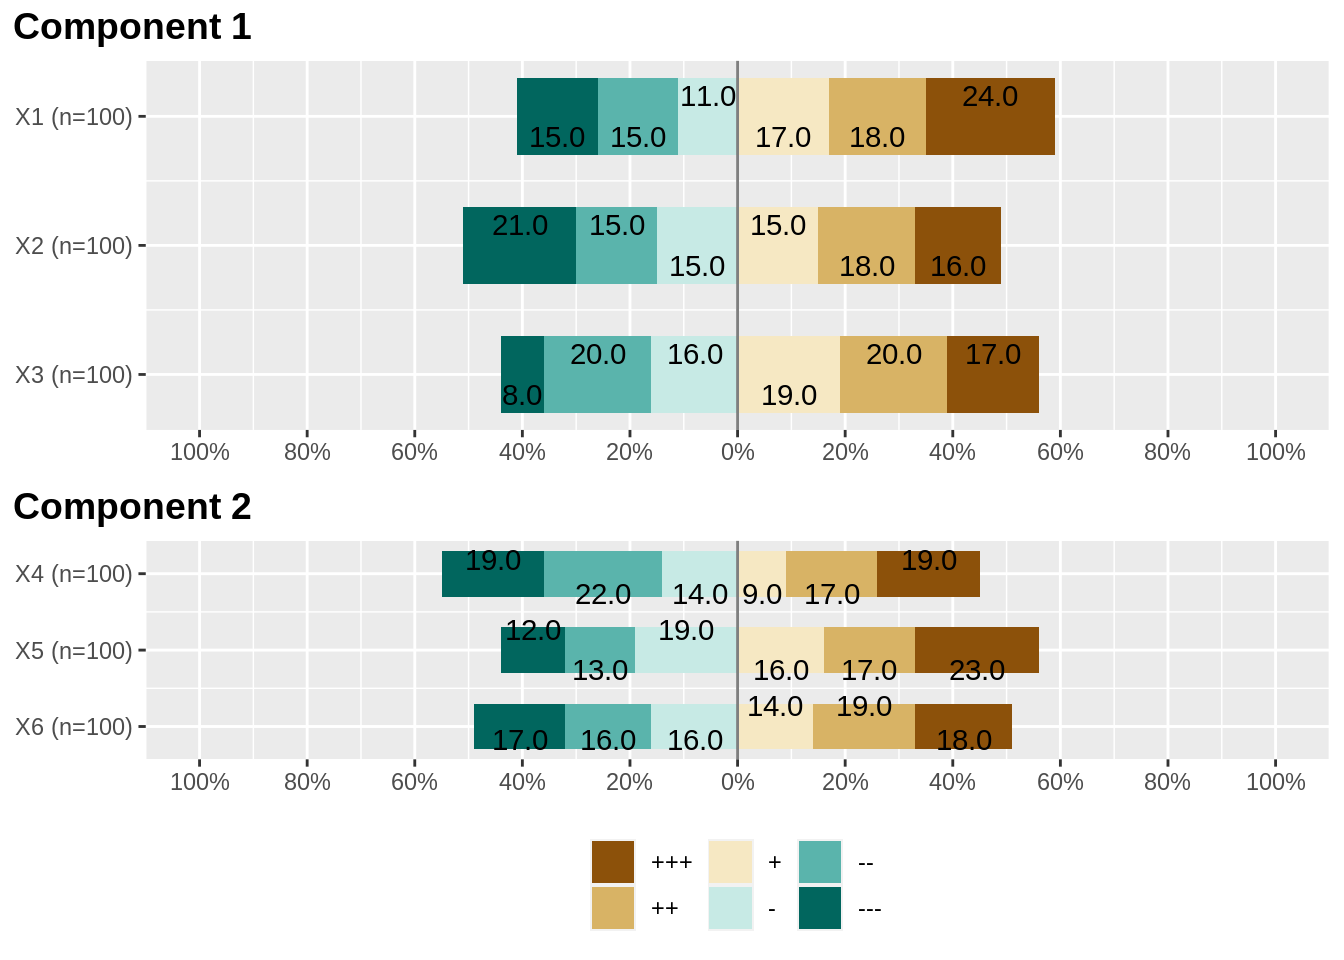 Component 1
11.0 24.0
X1 (n=100)
15.0 15.0 17.0 18.0
21.0 15.0 15.0
X2 (n=100)
15.0 18.0 16.0
20.0 16.0 20.0 17.0
X3 (n=100)
8.0 19.0
100% 80% 60% 40% 20% 0% 20% 40% 60% 80% 100%
Component 2
19.0 19.0
X4 (n=100)
22.0 14.0 9.0 17.0
12.0 19.0
X5 (n=100)
13.0 16.0 17.0 23.0
14.0 19.0
X6 (n=100)
17.0 16.0 16.0 18.0
100% 80% 60% 40% 20% 0% 20% 40% 60% 80% 100%
+++ + --
++ - ---